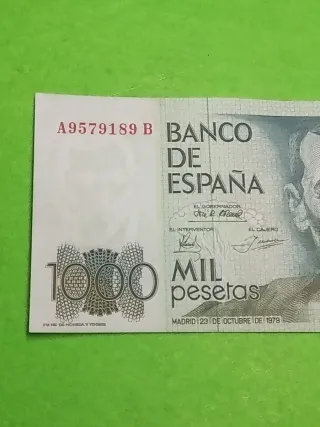 A9579189 B
BANCO
DE
ESPAÑA
EL GOBERNADOR
EL INTERVENTOR
EL CAJERO
1000
MIL
pesetas
MADRID 23 DE OCTUBRE DE 1979